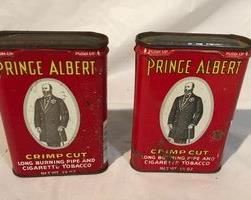 PRINCE ALBERT
CRIMP CUT
LONG BURNING PIPE AND
CIGARETTE TOBACCO
PRINCE ALBERT
CRIMP CUT
LONG BURNING PIPE AND
CIGARETTE TOBACCO